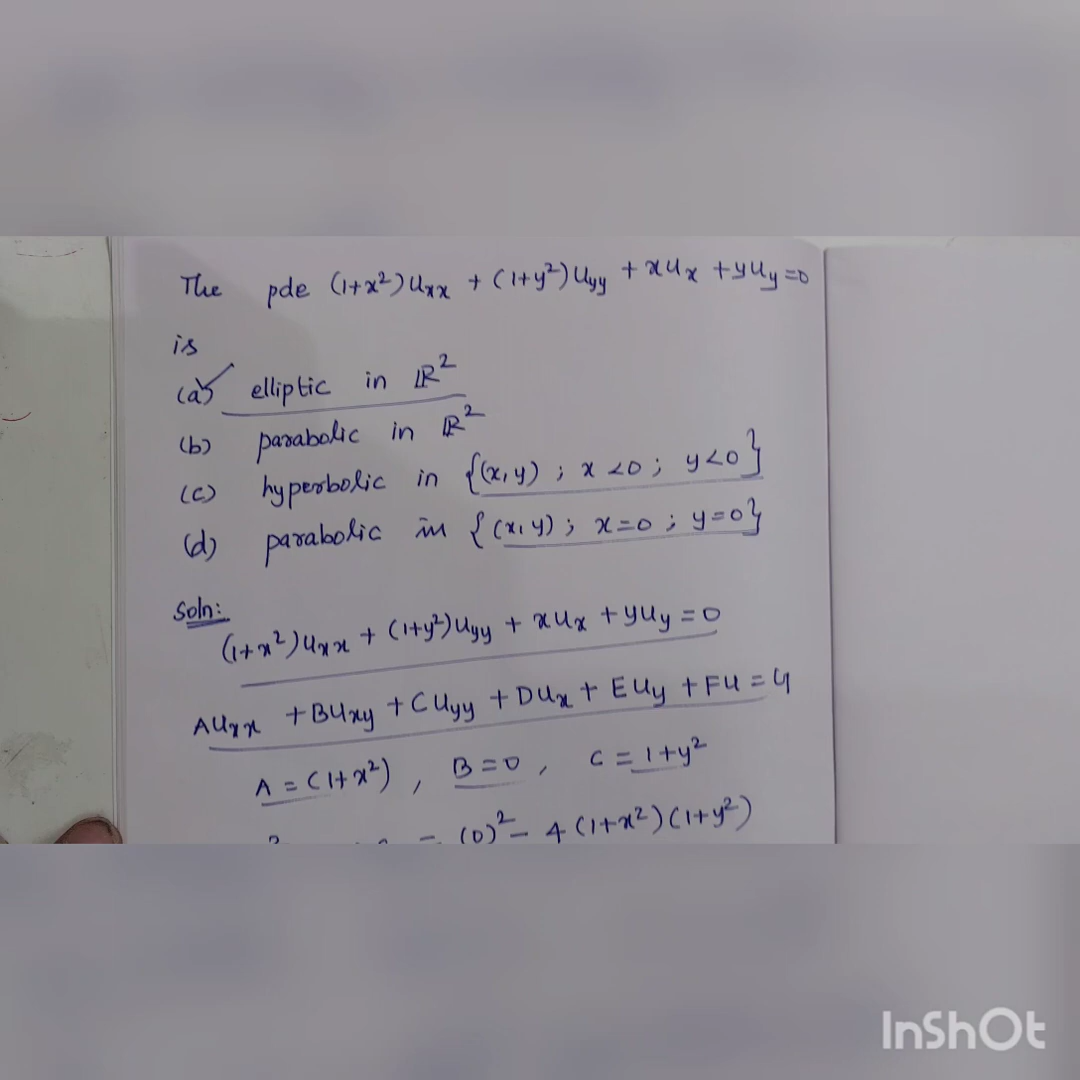 The pde (1+x²)Uxx + (1+y²)Uyy + xUx + yUy=0
is
(a) elliptic in ℝ²
(b) parabolic in ℝ²
(c) hyperbolic in {(x,y) ; x<0 ; y<0}
(d) parabolic in {(x,y) ; x=0 ; y=0}
Soln:
(1+x²)Uxx + (1+y²)Uyy + xUx + yUy = 0
AUxx + BUxy + CUyy + DUx + EUy + FU = G
A = (1+x²) , B = 0 , C = 1+y²
= (0)² - 4(1+x²)(1+y²)
InShOt